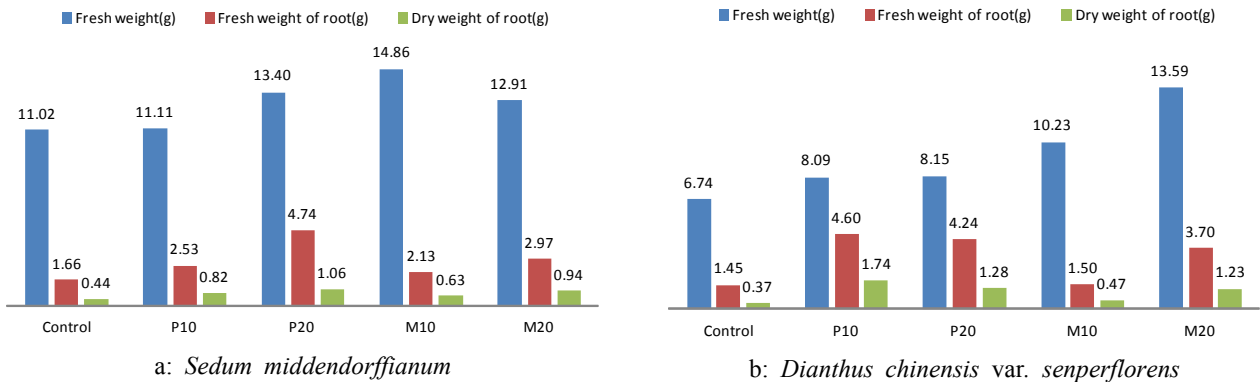 Fresh weight(g) Fresh weight of root(g) Dry weight of root(g)
11.02 1.66 0.44
11.11 2.53 0.82
13.40 4.74 1.06
14.86 2.13 0.63
12.91 2.97 0.94
Control P10 P20 M10 M20
a: Sedum middendorffianum
Fresh weight(g) Fresh weight of root(g) Dry weight of root(g)
6.74 1.45 0.37
8.09 4.60 1.74
8.15 4.24 1.28
10.23 1.50 0.47
13.59 3.70 1.23
Control P10 P20 M10 M20
b: Dianthus chinensis var. senperflorens